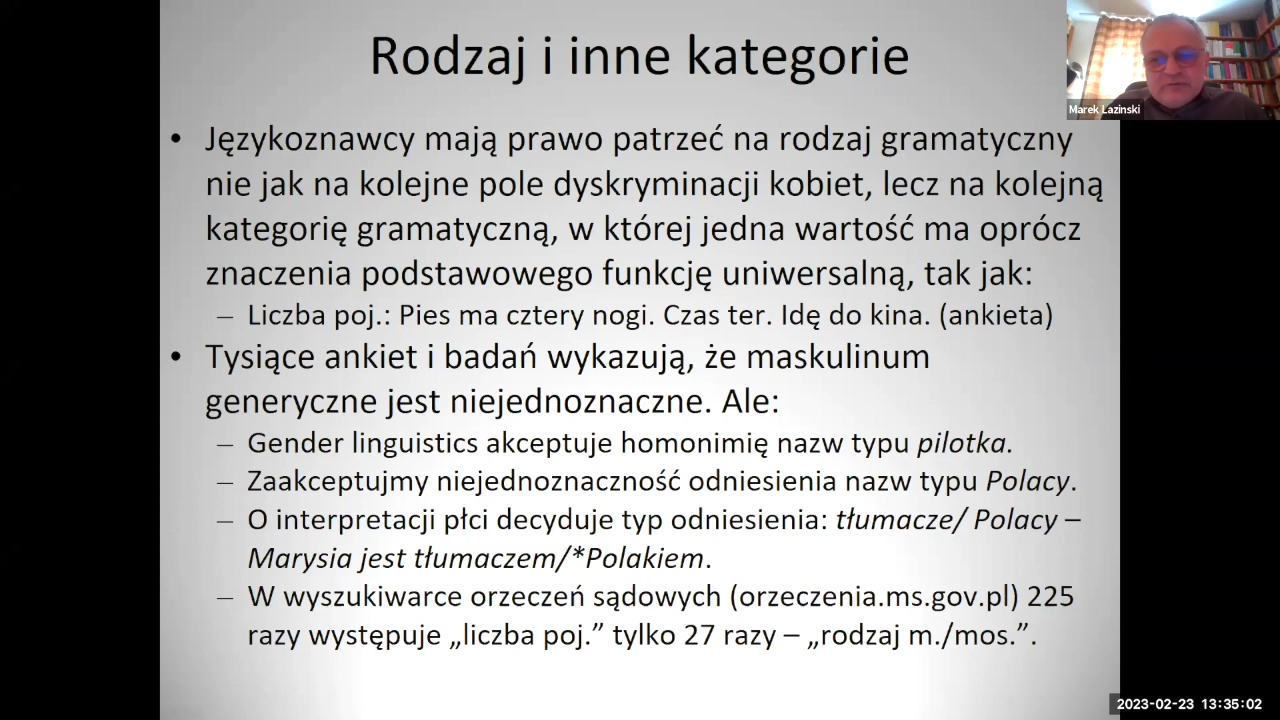 Rodzaj i inne kategorie
Marek Lazinski
• Językoznawcy mają prawo patrzeć na rodzaj gramatyczny
nie jak na kolejne pole dyskryminacji kobiet, lecz na kolejną
kategorię gramatyczną, w której jedna wartość ma oprócz
znaczenia podstawowego funkcję uniwersalną, tak jak:
– Liczba poj.: Pies ma cztery nogi. Czas ter. Idę do kina. (ankieta)
• Tysiące ankiet i badań wykazują, że maskulinum
generyczne jest niejednoznaczne. Ale:
– Gender linguistics akceptuje homonimię nazw typu pilotka.
– Zaakceptujmy niejednoznaczność odniesienia nazw typu Polacy.
– O interpretacji płci decyduje typ odniesienia: tłumacze/ Polacy –
Marysia jest tłumaczem/*Polakiem.
– W wyszukiwarce orzeczeń sądowych (orzeczenia.ms.gov.pl) 225
razy występuje „liczba poj.” tylko 27 razy – „rodzaj m./mos.”.
2023-02-23 13:35:02